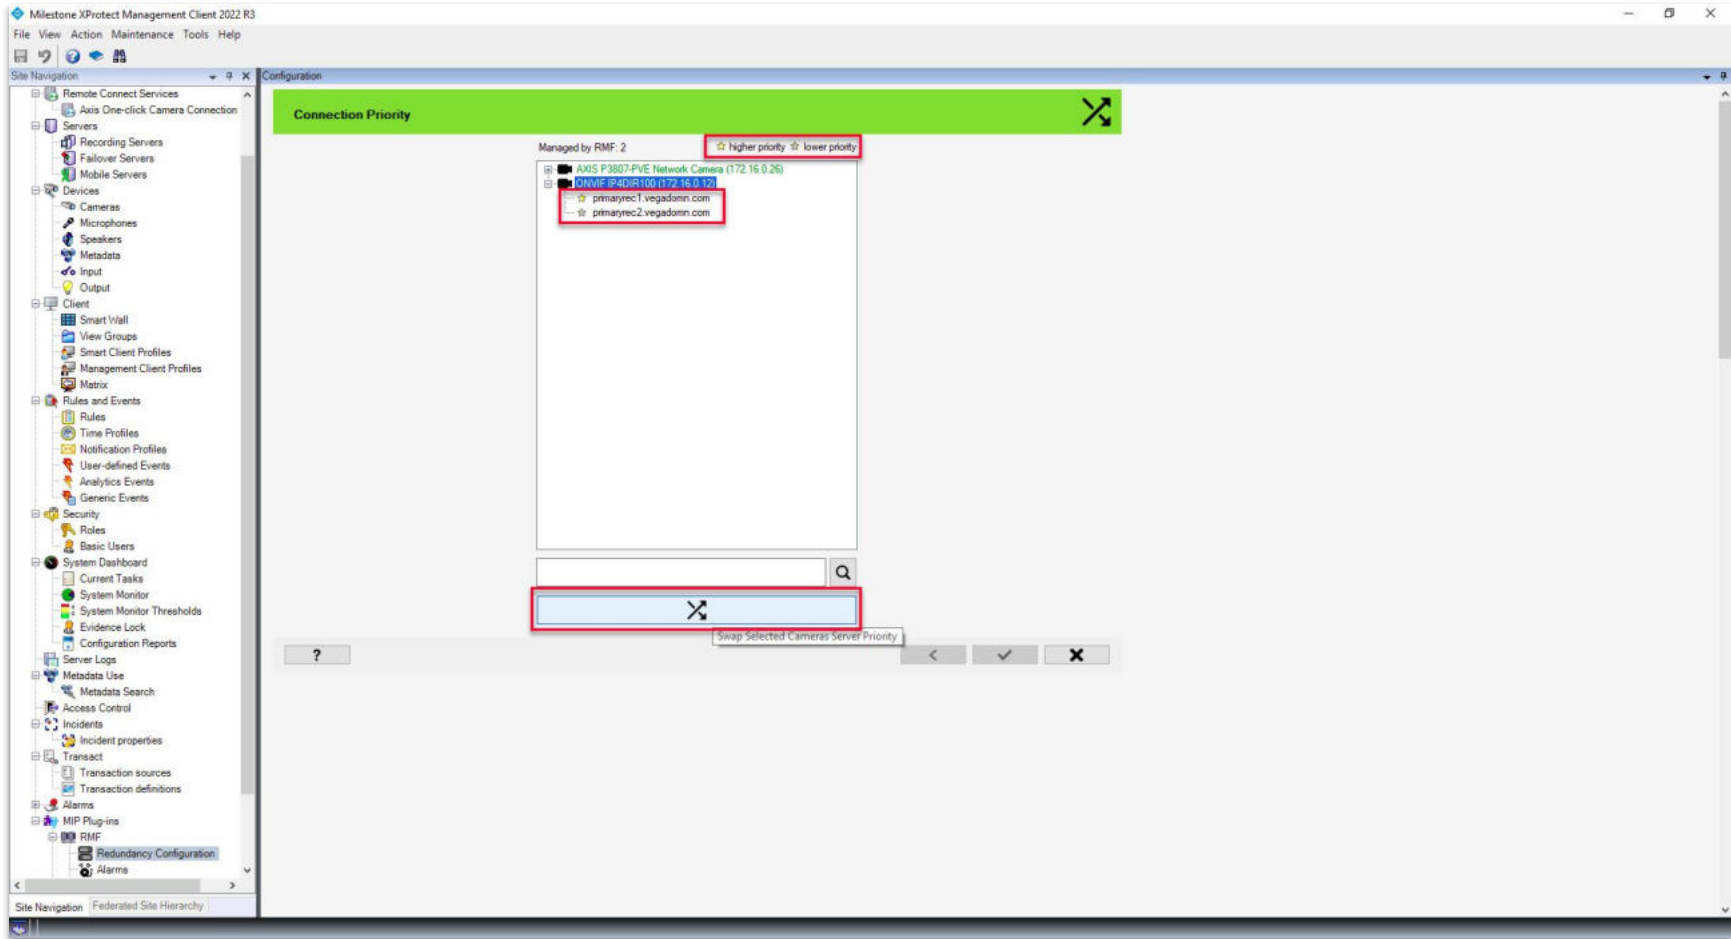 Milestone XProtect Management Client 2022 R3
File View Action Maintenance Tools Help
Site Navigation
Configuration
Remote Connect Services
Axis One-click Camera Connection
Servers
Recording Servers
Failover Servers
Mobile Servers
Devices
Cameras
Microphones
Speakers
Metadata
Input
Output
Client
Smart Wall
View Groups
Smart Client Profiles
Management Client Profiles
Matrix
Rules and Events
Rules
Time Profiles
Notification Profiles
User-defined Events
Analytics Events
Generic Events
Security
Roles
Basic Users
System Dashboard
Current Tasks
System Monitor
System Monitor Thresholds
Evidence Lock
Configuration Reports
Server Logs
Metadata Use
Metadata Search
Access Control
Incidents
Incident properties
Transact
Transaction sources
Transaction definitions
Alarms
MIP Plug-ins
RMF
Redundancy Configuration
Alarms
Site Navigation
Federated Site Hierarchy
Connection Priority
Managed by RMF: 2
higher priority lower priority
AXIS P3807-PVE Network Camera (172.16.0.26)
ONVIF IP4DIR100 (172.16.0.12)
primaryrec1.vegadomn.com
primaryrec2.vegadomn.com
Swap Selected Cameras Server Priority
?